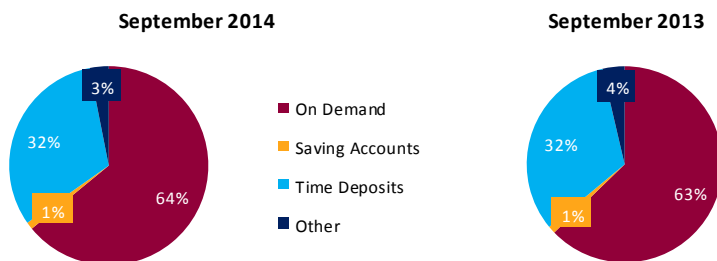 September 2014
September 2013
3%
32%
64%
1%
On Demand
Saving Accounts
Time Deposits
Other
4%
32%
63%
1%